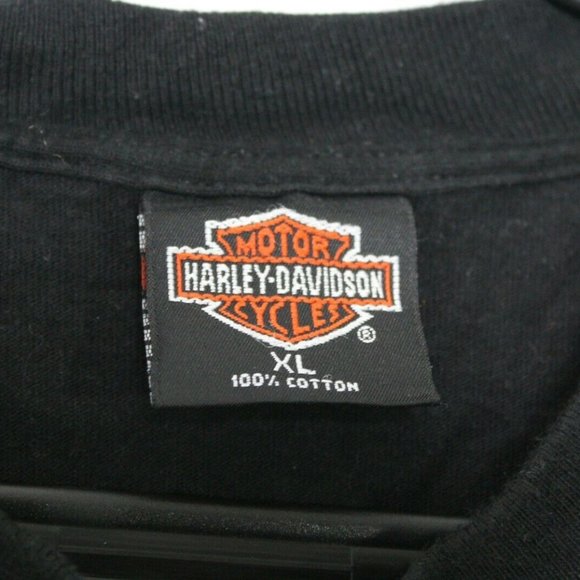 MOTOR
HARLEY-DAVIDSON
CYCLES
®
XL
100% COTTON